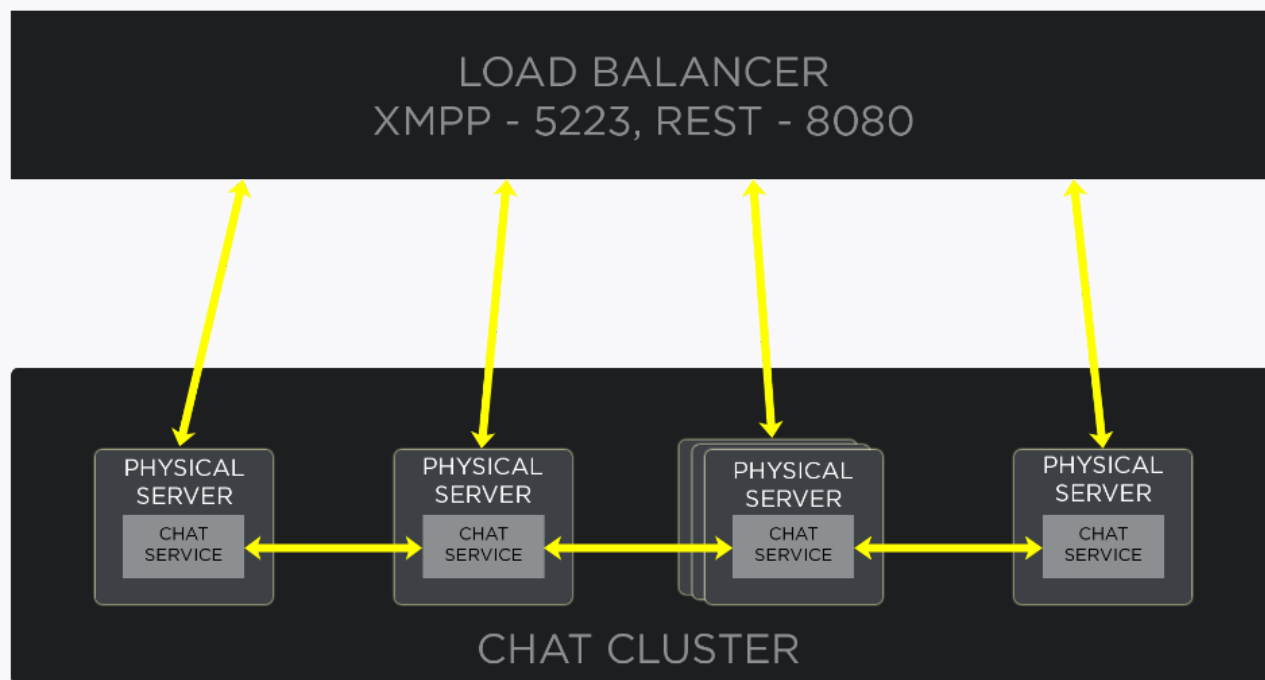 LOAD BALANCER
XMPP - 5223, REST - 8080
PHYSICAL
SERVER
CHAT
SERVICE
PHYSICAL
SERVER
CHAT
SERVICE
PHYSICAL
SERVER
CHAT
SERVICE
PHYSICAL
SERVER
CHAT
SERVICE
CHAT CLUSTER